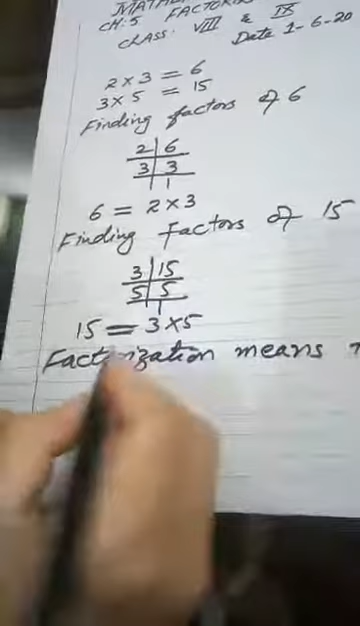 CH:5 FACTORIZ
CLASS: VIII & IX
Date 1-6-20
2 × 3 = 6
3 × 5 = 15
Finding factors of 6
2 | 6
3 | 3
1
6 = 2 × 3
Finding Factors of 15
3 | 15
5 | 5
1
15 = 3 × 5
Factorization means